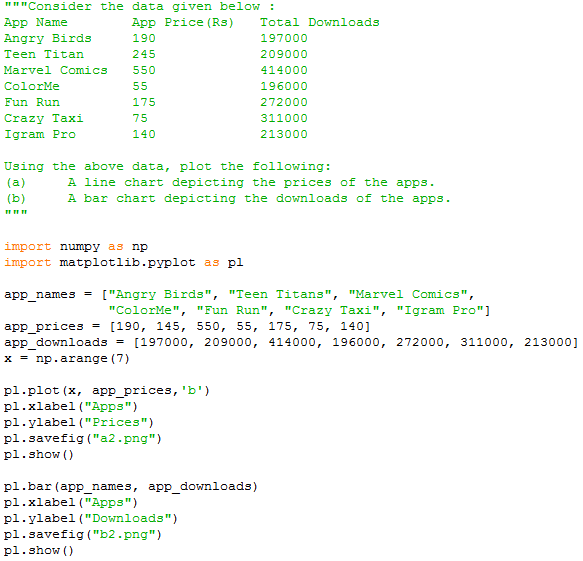 """Consider the data given below :
App Name        App Price(Rs)   Total Downloads
Angry Birds     190             197000
Teen Titan      245             209000
Marvel Comics   550             414000
ColorMe         55              196000
Fun Run         175             272000
Crazy Taxi      75              311000
Igram Pro       140             213000
Using the above data, plot the following:
(a)     A line chart depicting the prices of the apps.
(b)     A bar chart depicting the downloads of the apps.
"""
import numpy as np
import matplotlib.pyplot as pl
app_names = ["Angry Birds", "Teen Titans", "Marvel Comics",
             "ColorMe", "Fun Run", "Crazy Taxi", "Igram Pro"]
app_prices = [190, 145, 550, 55, 175, 75, 140]
app_downloads = [197000, 209000, 414000, 196000, 272000, 311000, 213000]
x = np.arange(7)
pl.plot(x, app_prices,'b')
pl.xlabel("Apps")
pl.ylabel("Prices")
pl.savefig("a2.png")
pl.show()
pl.bar(app_names, app_downloads)
pl.xlabel("Apps")
pl.ylabel("Downloads")
pl.savefig("b2.png")
pl.show()